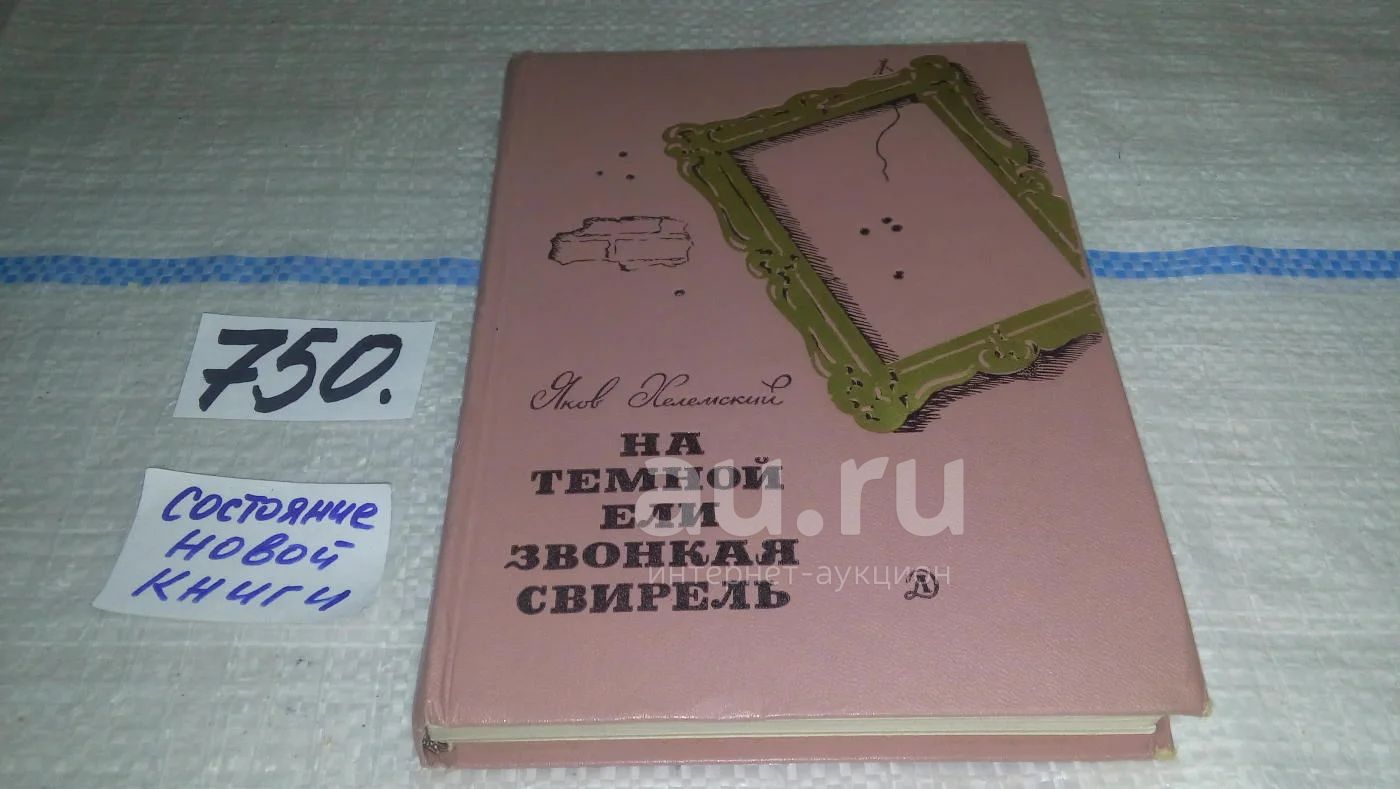 750.
состояние
новой
книги
Яков Хелемский
НА
ТЕМНОЙ
ЕЛИ
ЗВОНКАЯ
СВИРЕЛЬ
au.ru
интернет-аукцион